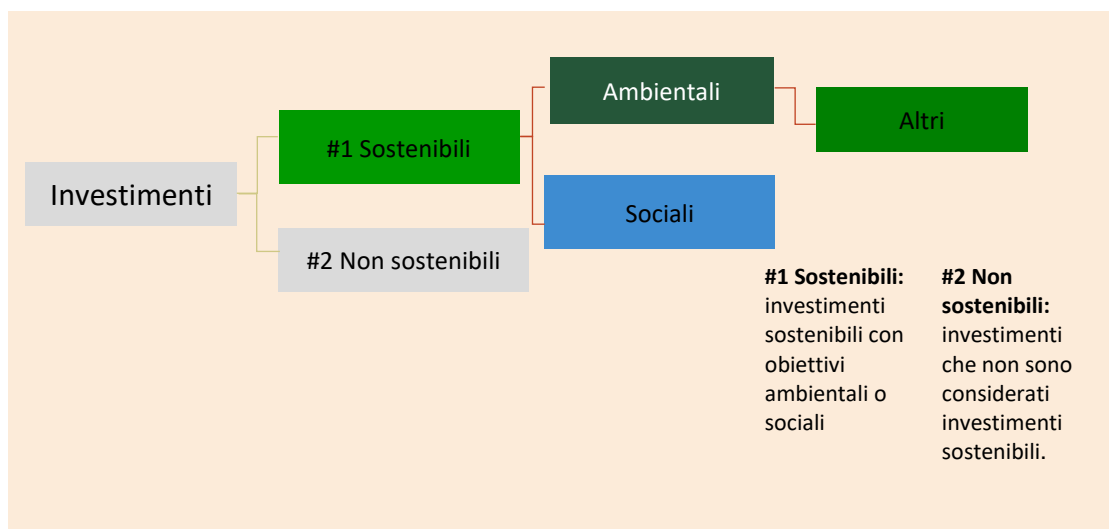 Ambientali
Altri
#1 Sostenibili
Investimenti
Sociali
#2 Non sostenibili
#1 Sostenibili:
investimenti
sostenibili con
obiettivi
ambientali o
sociali
#2 Non
sostenibili:
investimenti
che non sono
considerati
investimenti
sostenibili.